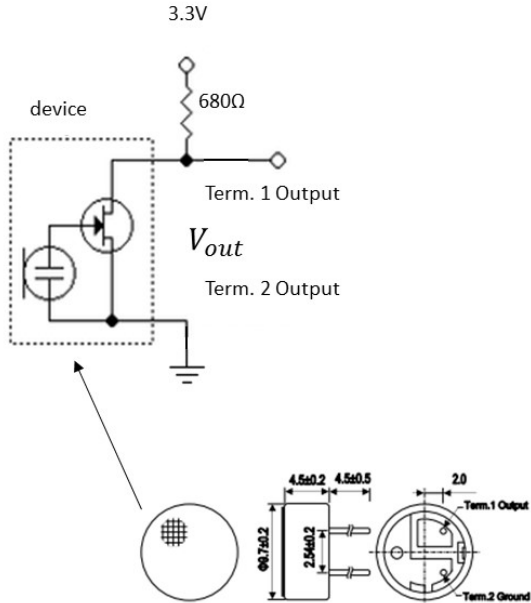 3.3V
680Ω
device
Term. 1 Output
Vout
Term. 2 Output
4.5±0.2
4.5±0.5
2.0
Term.1 Output
Φ9.7±0.2
2.54±0.2
Term.2 Ground